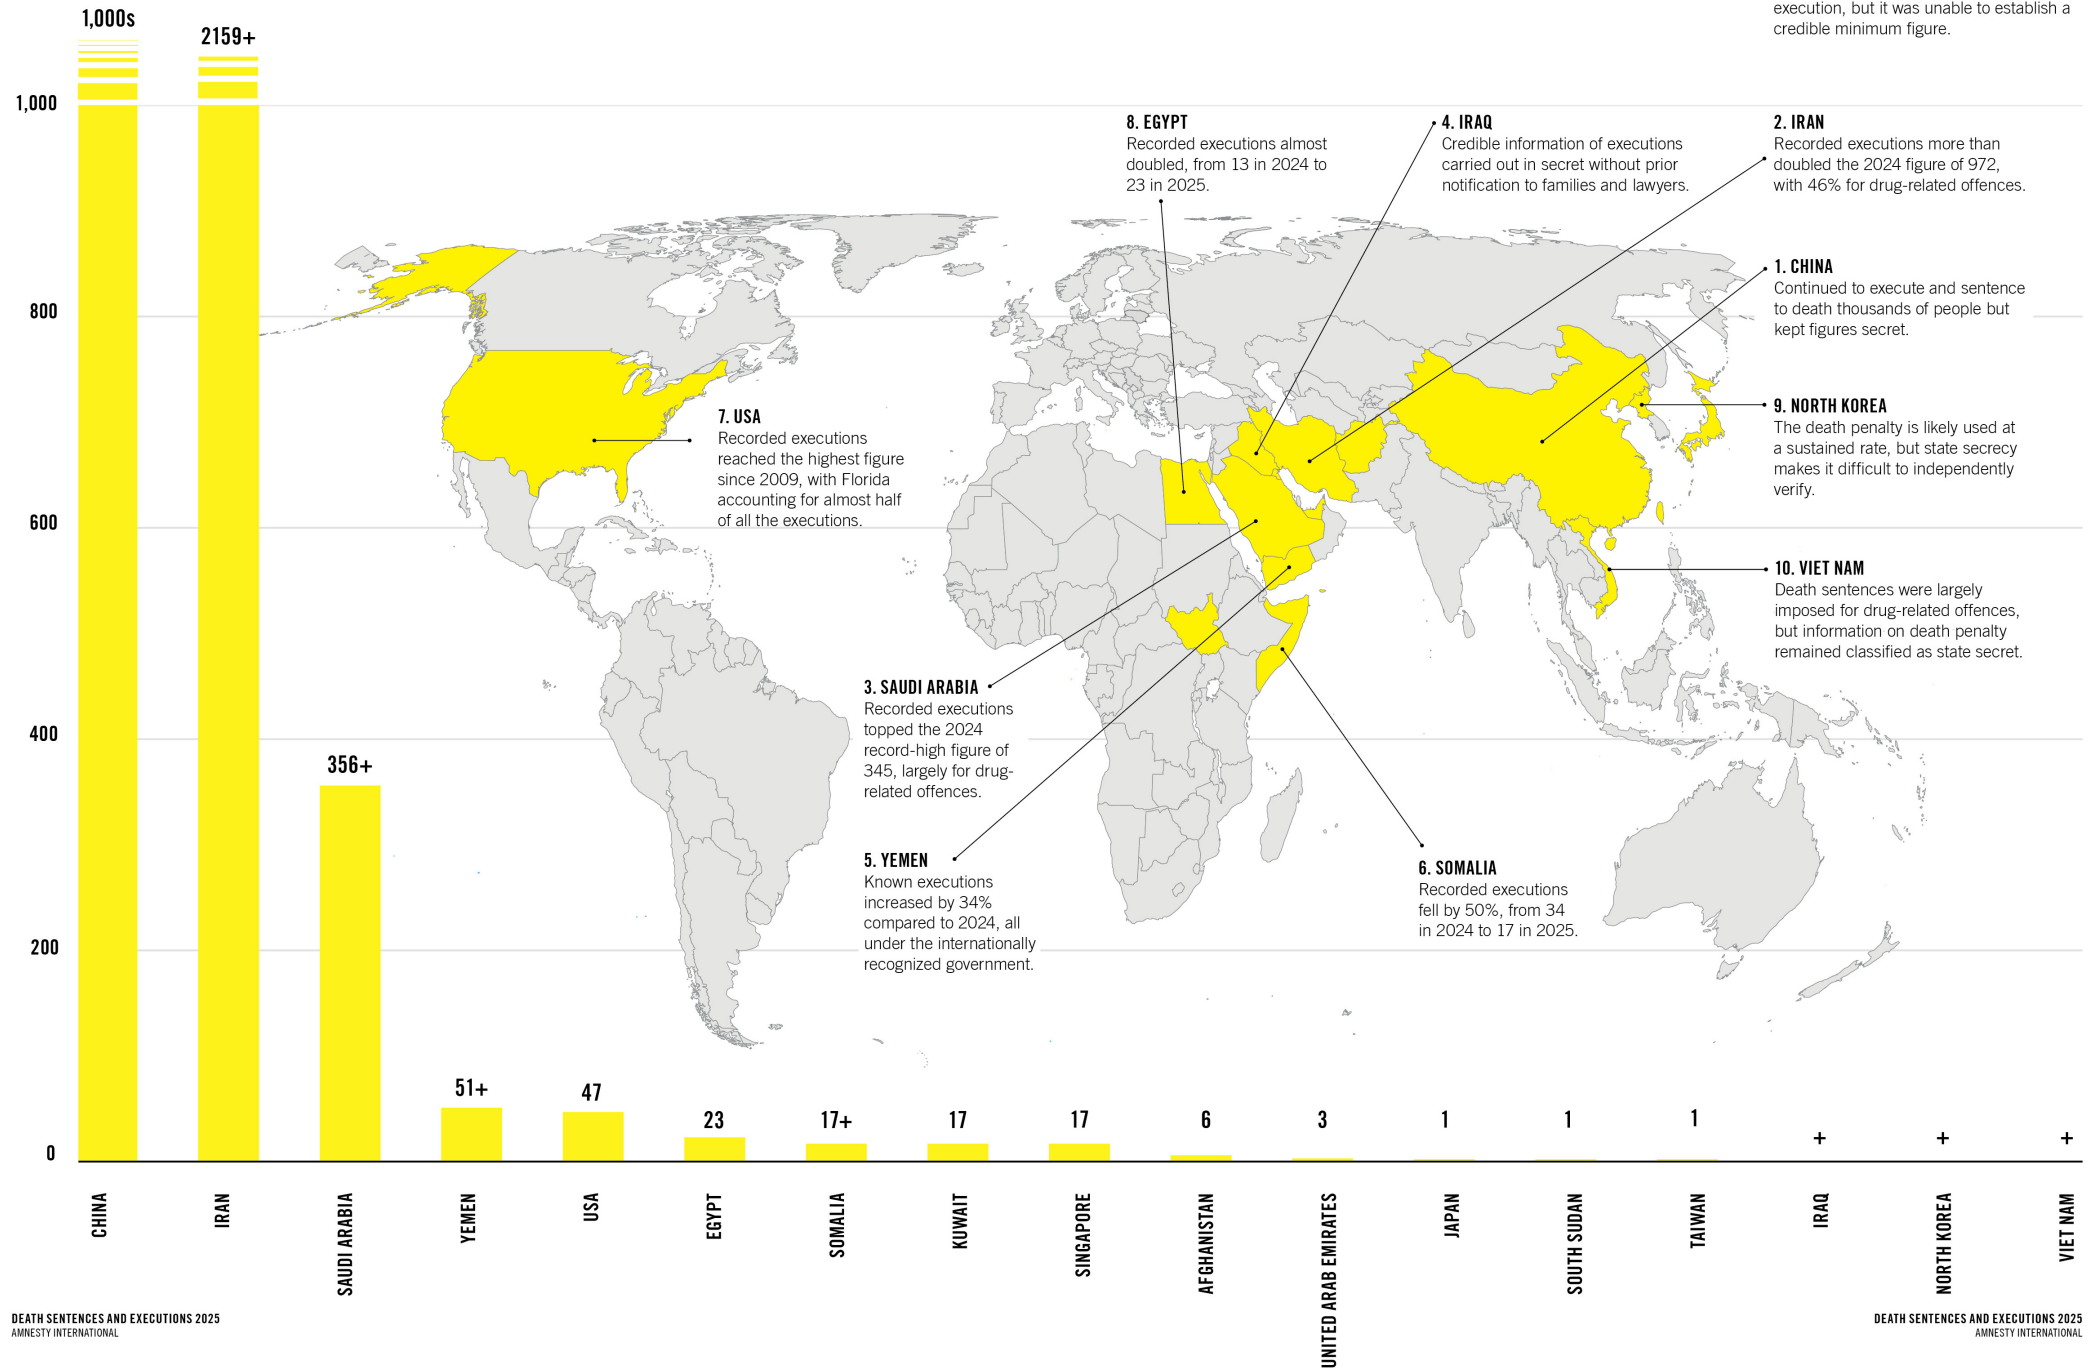 execution, but it was unable to establish a
credible minimum figure.
1,000s
2159+
1,000
800
600
400
200
0
356+
51+
47
23
17+
17
17
6
3
1
1
1
+
+
+
8. EGYPT
Recorded executions almost
doubled, from 13 in 2024 to
23 in 2025.
4. IRAQ
Credible information of executions
carried out in secret without prior
notification to families and lawyers.
2. IRAN
Recorded executions more than
doubled the 2024 figure of 972,
with 46% for drug-related offences.
1. CHINA
Continued to execute and sentence
to death thousands of people but
kept figures secret.
7. USA
Recorded executions
reached the highest figure
since 2009, with Florida
accounting for almost half
of all the executions.
9. NORTH KOREA
The death penalty is likely used at
a sustained rate, but state secrecy
makes it difficult to independently
verify.
10. VIET NAM
Death sentences were largely
imposed for drug-related offences,
but information on death penalty
remained classified as state secret.
3. SAUDI ARABIA
Recorded executions
topped the 2024
record-high figure of
345, largely for drug-
related offences.
5. YEMEN
Known executions
increased by 34%
compared to 2024, all
under the internationally
recognized government.
6. SOMALIA
Recorded executions
fell by 50%, from 34
in 2024 to 17 in 2025.
CHINA
IRAN
SAUDI ARABIA
YEMEN
USA
EGYPT
SOMALIA
KUWAIT
SINGAPORE
AFGHANISTAN
UNITED ARAB EMIRATES
JAPAN
SOUTH SUDAN
TAIWAN
IRAQ
NORTH KOREA
VIET NAM
DEATH SENTENCES AND EXECUTIONS 2025
AMNESTY INTERNATIONAL
DEATH SENTENCES AND EXECUTIONS 2025
AMNESTY INTERNATIONAL